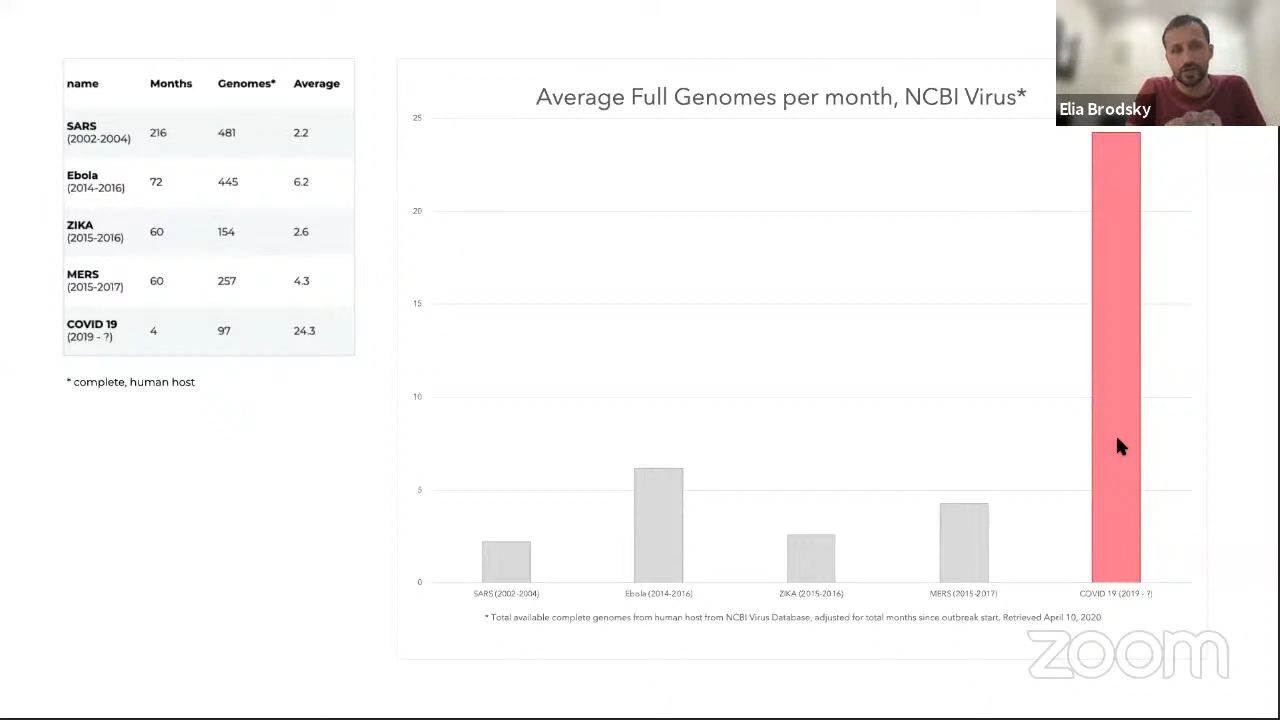 name Months Genomes* Average
SARS 216 481 2.2
(2002-2004)
Ebola 72 445 6.2
(2014-2016)
ZIKA 60 154 2.6
(2015-2016)
MERS 60 257 4.3
(2015-2017)
COVID 19 4 97 24.3
(2019 - ?)
* complete, human host
Average Full Genomes per month, NCBI Virus*
25
20
15
10
5
0
SARS (2002-2004) Ebola (2014-2016) ZIKA (2015-2016) MERS (2015-2017) COVID 19 (2019 - ?)
* Total available complete genomes from human host from NCBI Virus Database, adjusted for total months since outbreak start. Retrieved April 10, 2020
Elia Brodsky
zoom